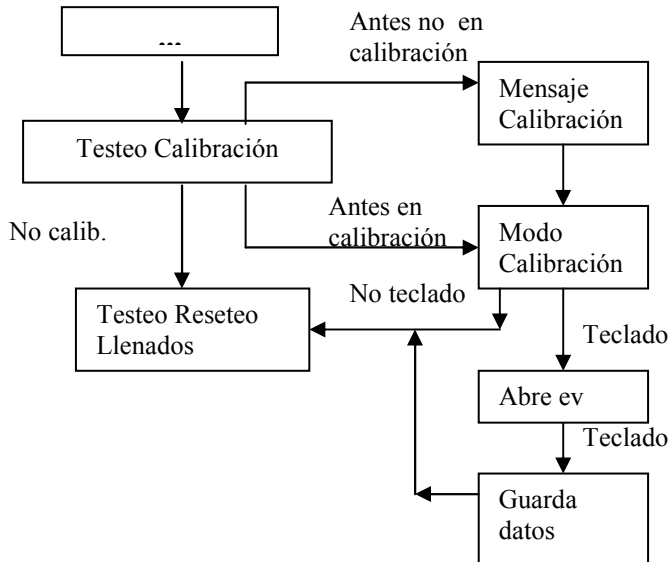 ...
Antes no en
calibración
Mensaje
Calibración
Testeo Calibración
No calib.
Antes en
calibración
Modo
Calibración
No teclado
Testeo Reseteo
Llenados
Teclado
Abre ev
Teclado
Guarda
datos